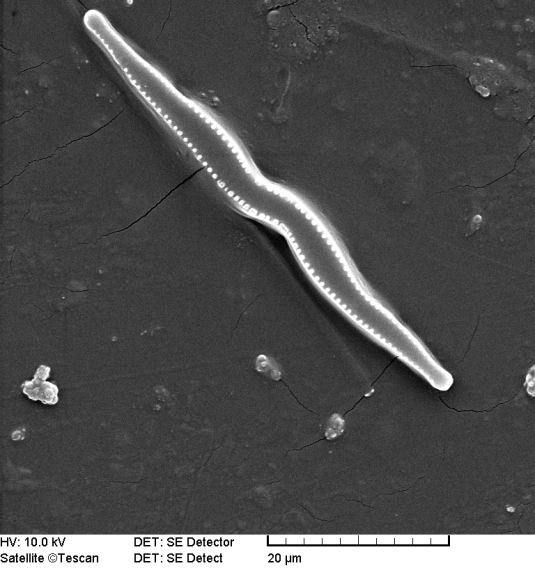 HV: 10.0 kV DET: SE Detector
Satellite ©Tescan DET: SE Detect 20 µm